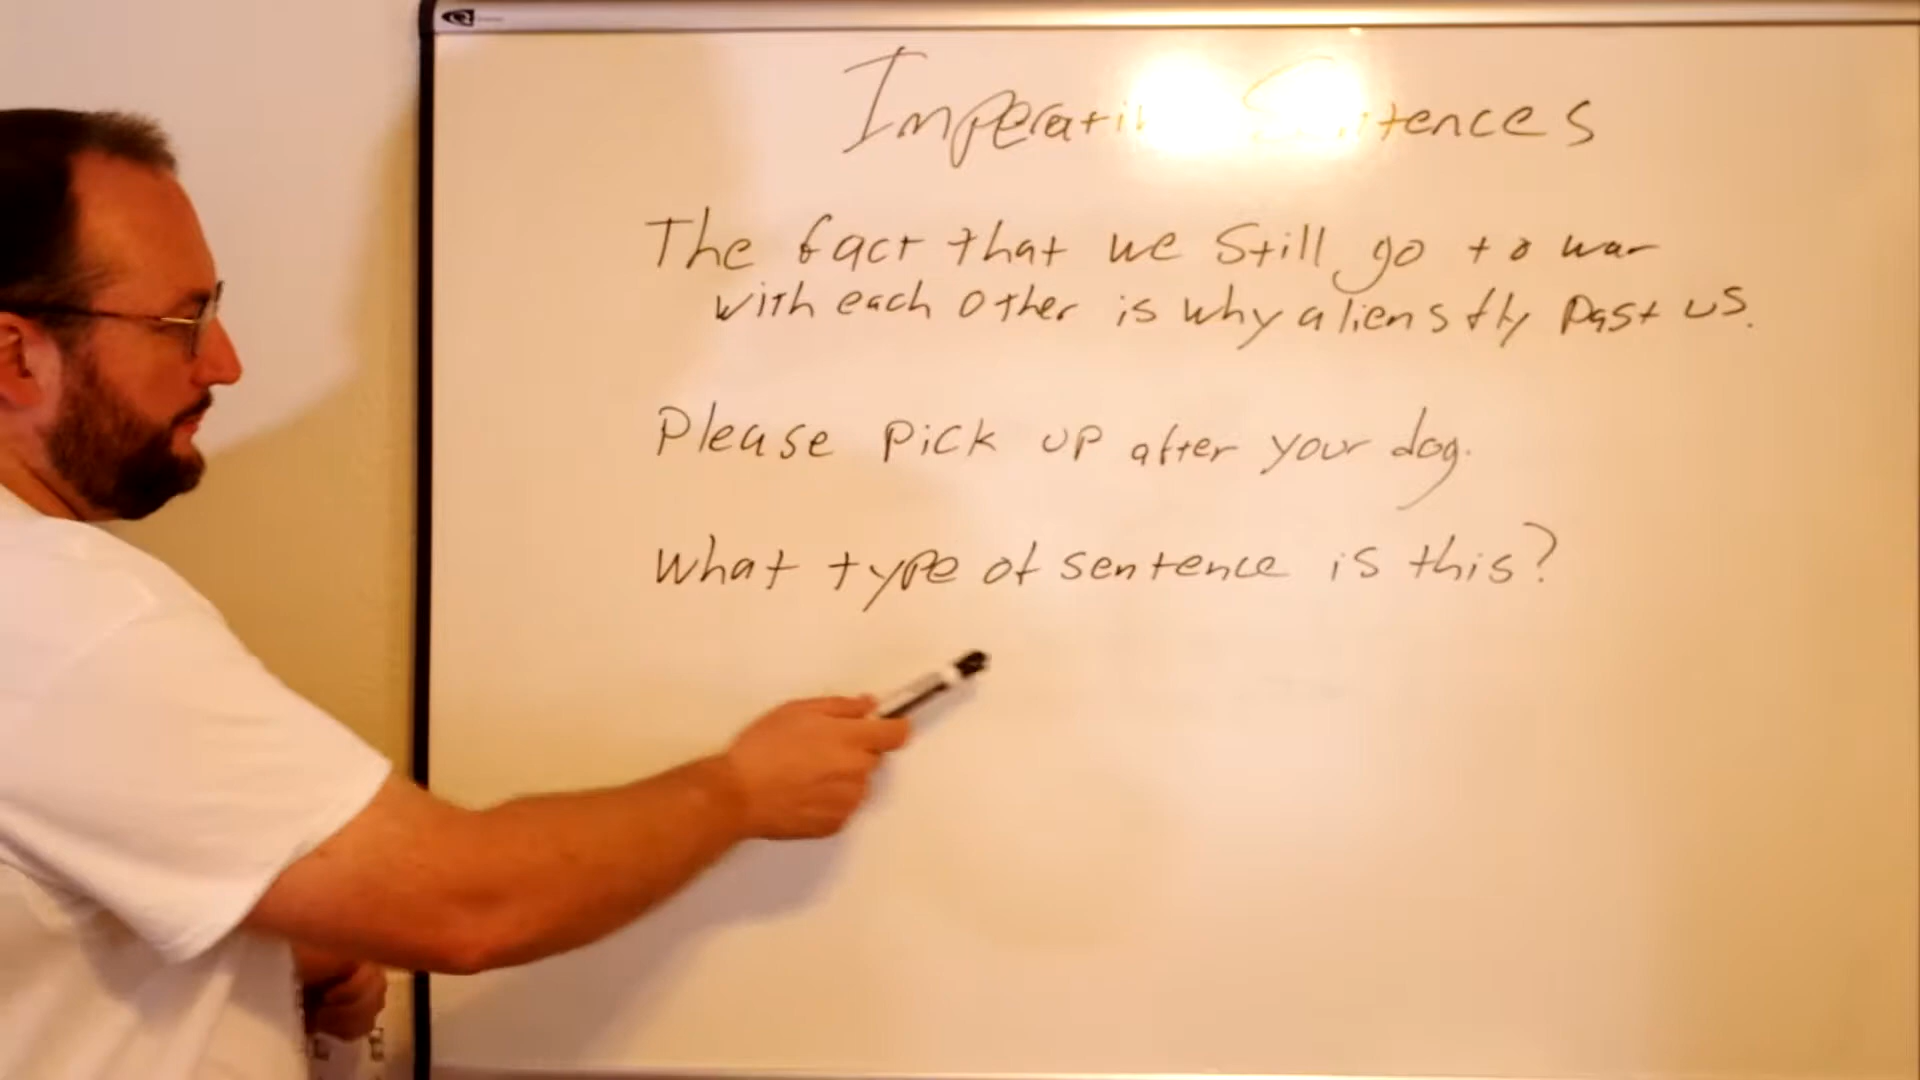 Imperative Sentences
The fact that we still go to war
with each other is why aliens fly past us.
Please pick up after your dog.
What type of sentence is this?